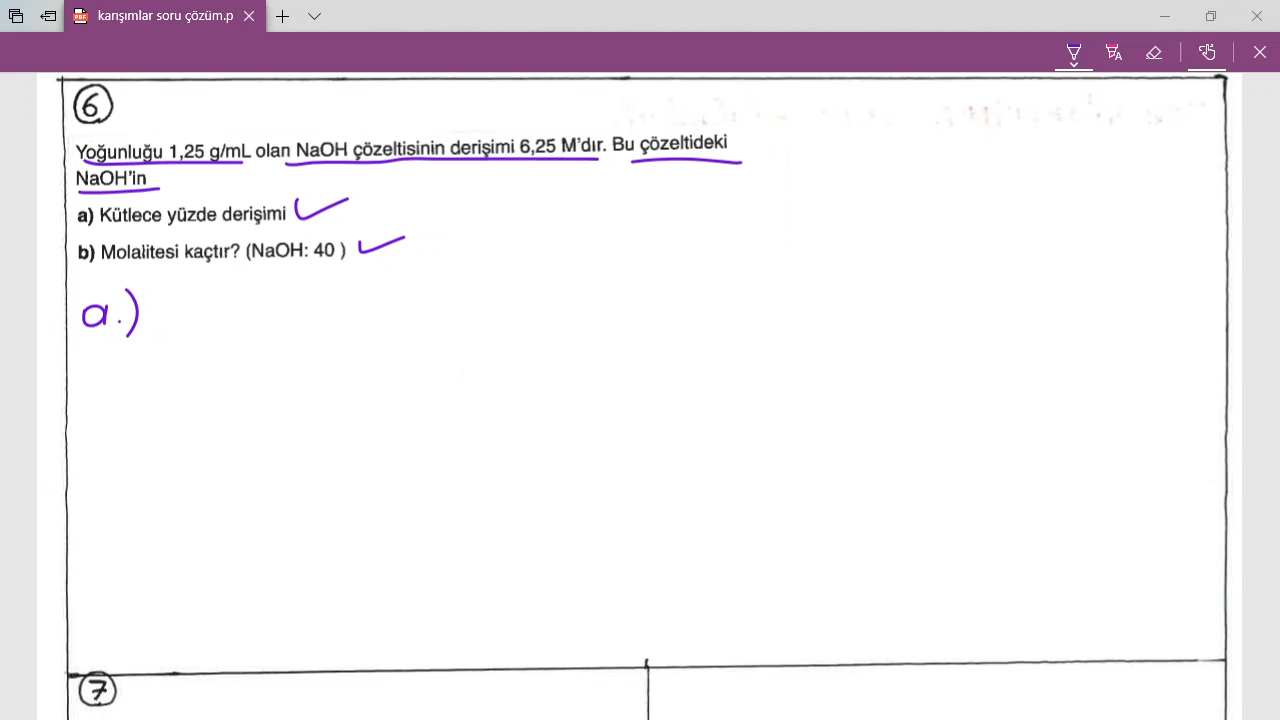 karışımlar soru çözüm.p
6
Yoğunluğu 1,25 g/mL olan NaOH çözeltisinin derişimi 6,25 M'dır. Bu çözeltideki
NaOH'in
a) Kütlece yüzde derişimi
b) Molalitesi kaçtır? (NaOH: 40 )
a.)
7